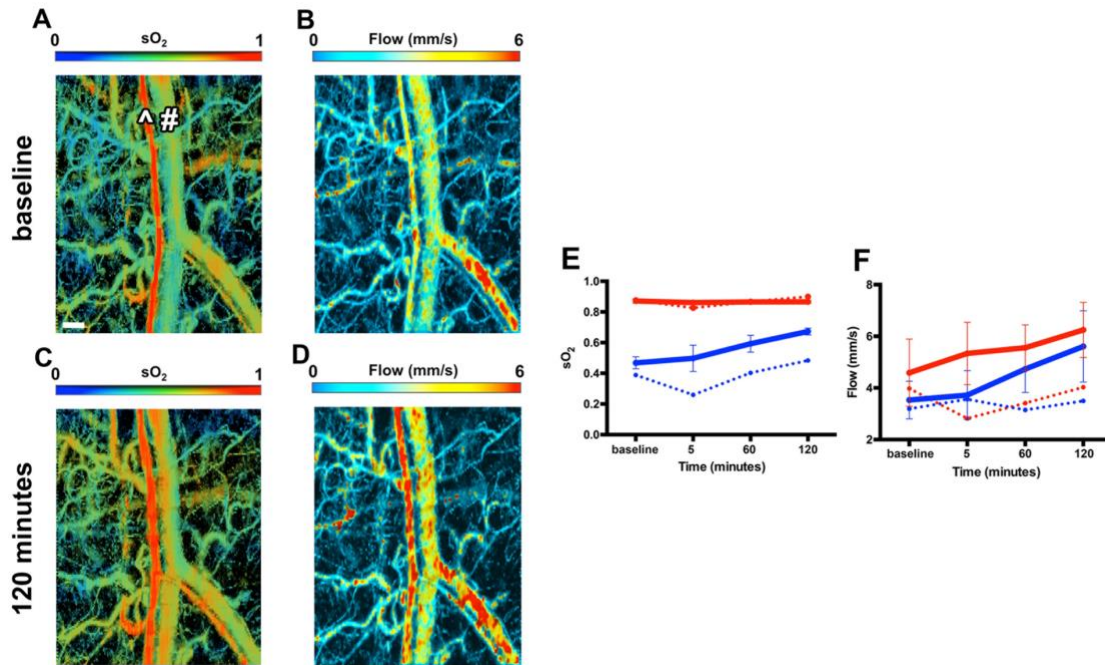 A
0 sO₂ 1
B
0 Flow (mm/s) 6
baseline
^ #
C
0 sO₂ 1
D
0 Flow (mm/s) 6
120 minutes
E
1.0
0.8
0.6
0.4
0.2
0.0
sO₂
baseline 5 60 120
Time (minutes)
F
8
6
4
2
Flow (mm/s)
baseline 5 60 120
Time (minutes)